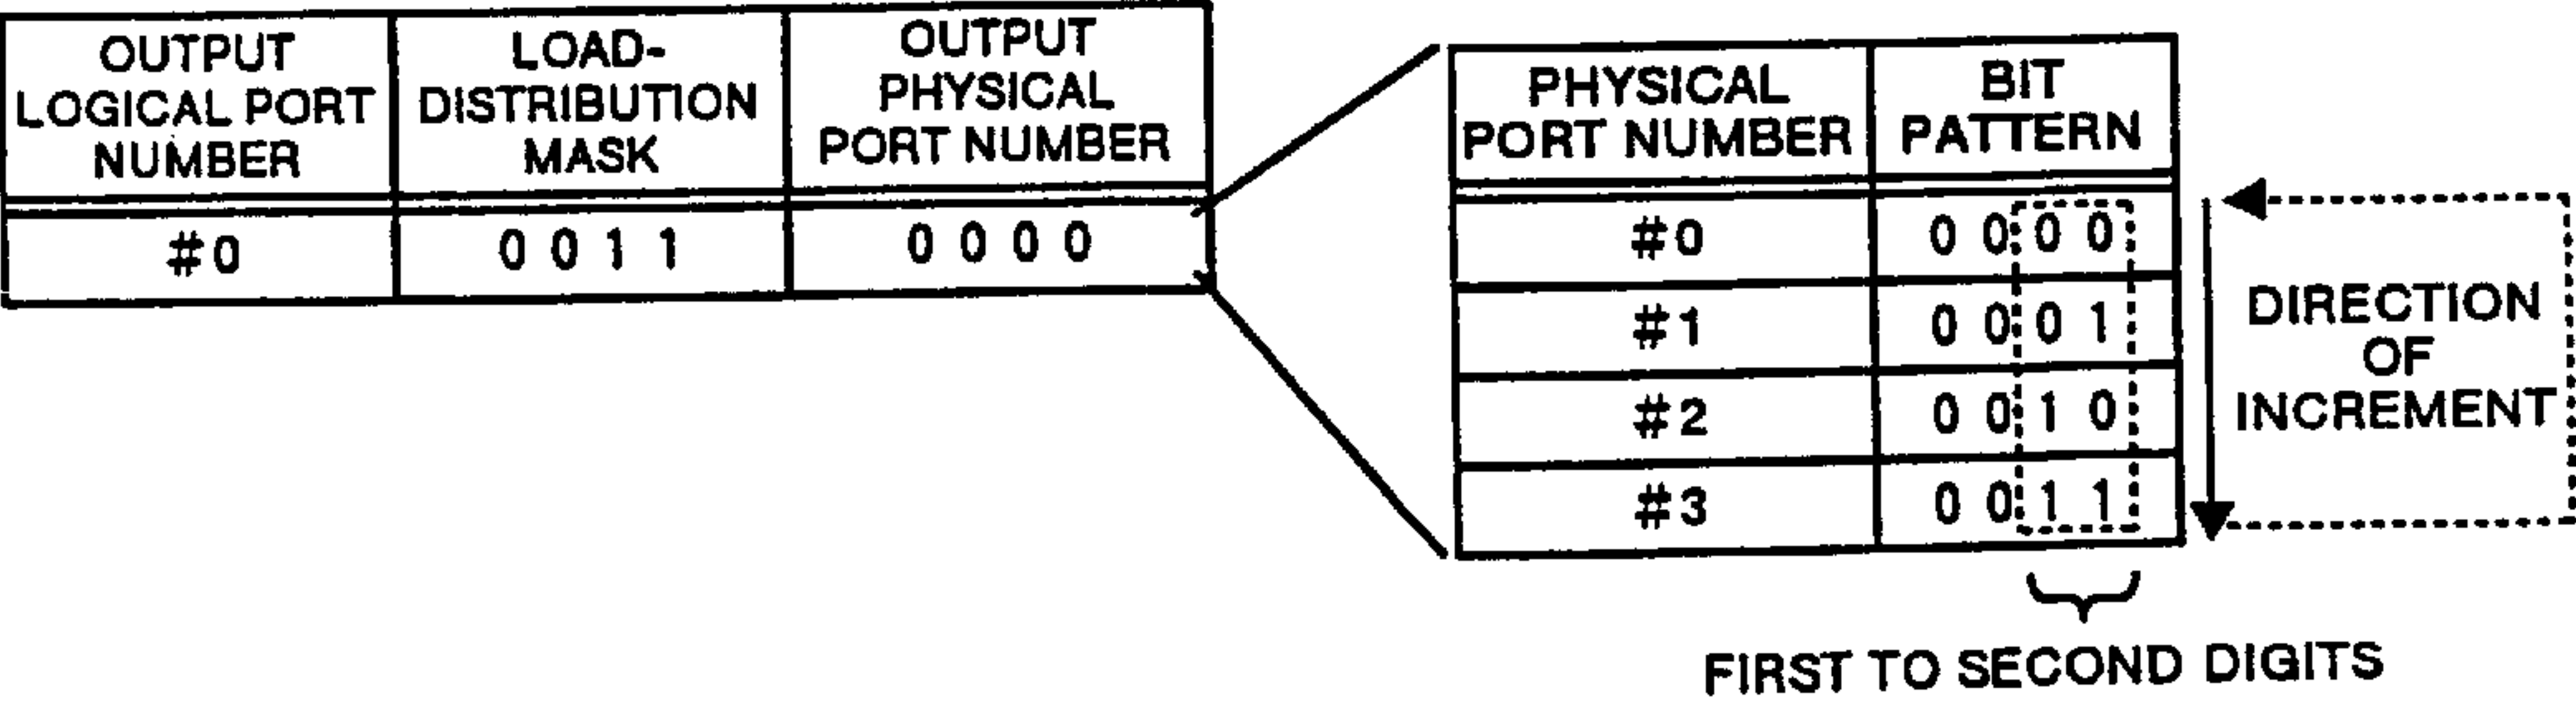 OUTPUT
LOGICAL PORT
NUMBER
LOAD-
DISTRIBUTION
MASK
OUTPUT
PHYSICAL
PORT NUMBER
#0
0 0 1 1
0 0 0 0
PHYSICAL
PORT NUMBER
BIT
PATTERN
#0
0 0 0 0
#1
0 0 0 1
#2
0 0 1 0
#3
0 0 1 1
DIRECTION
OF
INCREMENT
FIRST TO SECOND DIGITS